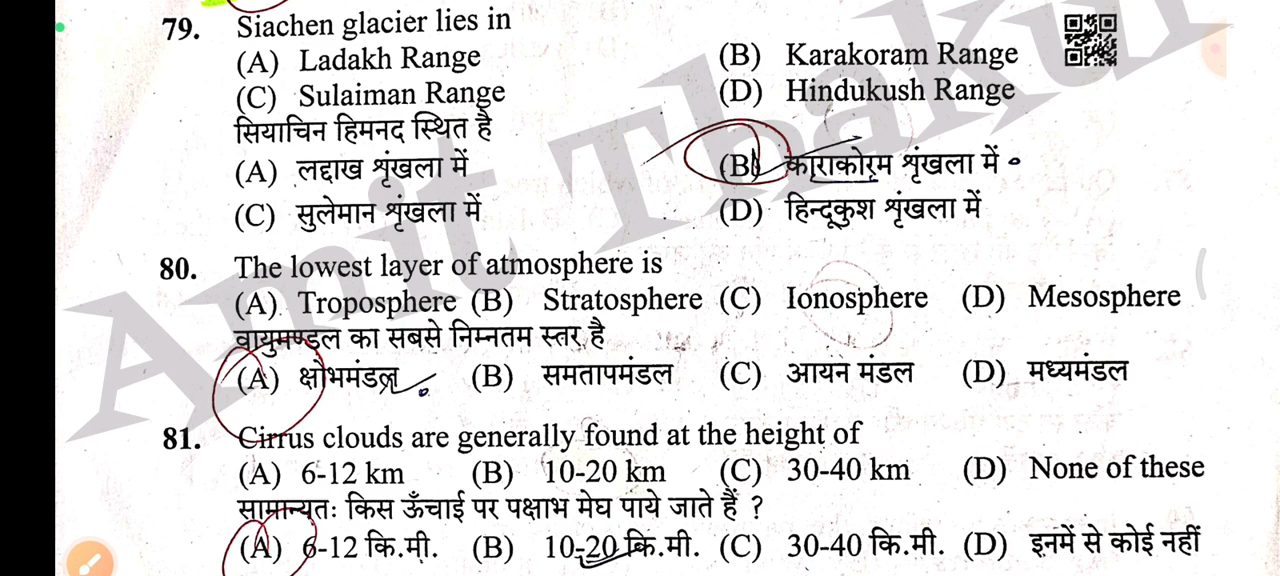 79. Siachen glacier lies in
(A) Ladakh Range (B) Karakoram Range
(C) Sulaiman Range (D) Hindukush Range
सियाचिन हिमनद स्थित है
(A) लद्दाख शृंखला में (B) काराकोरम शृंखला में
(C) सुलेमान शृंखला में (D) हिन्दूकुश शृंखला में
80. The lowest layer of atmosphere is
(A) Troposphere (B) Stratosphere (C) Ionosphere (D) Mesosphere
वायुमण्डल का सबसे निम्नतम स्तर है
(A) क्षोभमंडल (B) समतापमंडल (C) आयन मंडल (D) मध्यमंडल
81. Cirrus clouds are generally found at the height of
(A) 6-12 km (B) 10-20 km (C) 30-40 km (D) None of these
सामान्यतः किस ऊँचाई पर पक्षाभ मेघ पाये जाते हैं ?
(A) 6-12 कि.मी. (B) 10-20 कि.मी. (C) 30-40 कि.मी. (D) इनमें से कोई नहीं
Amit Thakur